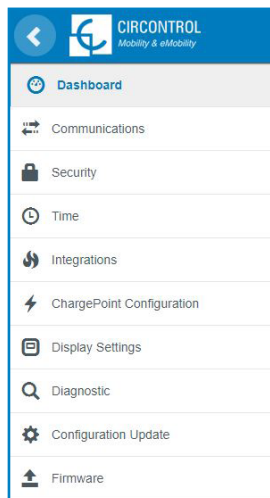 CIRCONTROL
Mobility & eMobility
Dashboard
Communications
Security
Time
Integrations
ChargePoint Configuration
Display Settings
Diagnostic
Configuration Update
Firmware